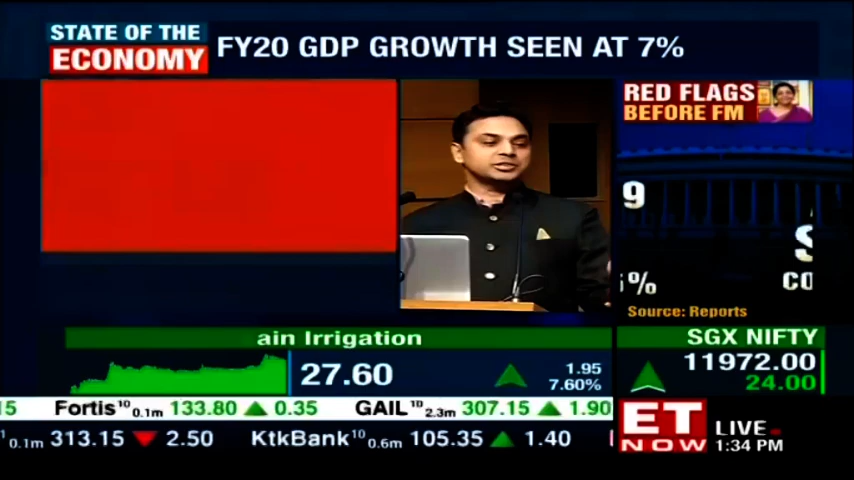 STATE OF THE
ECONOMY
FY20 GDP GROWTH SEEN AT 7%
RED FLAGS
BEFORE FM
9
%
CO
Source: Reports
ain Irrigation
27.60
1.95
7.60%
SGX NIFTY
11972.00
24.00
15 Fortis 10 0.1m 133.80 ▲ 0.35 GAIL 10 2.3m 307.15 ▲ 1.90
10 0.1m 313.15 ▼ 2.50 KtkBank 10 0.6m 105.35 ▲ 1.40
ET
NOW
LIVE
1:34 PM